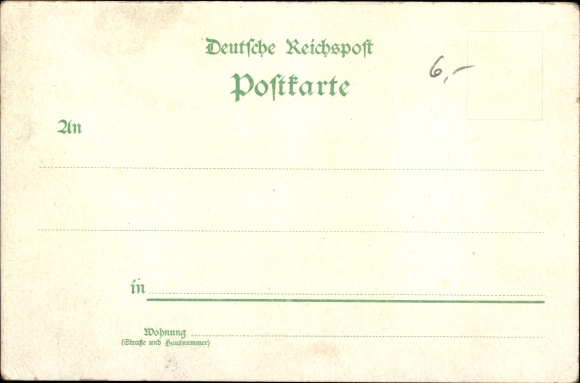 Deutſche Reichspoſt
Poſtkarte
6,–
An
in
Wohnung
(Straße und Hausnummer)